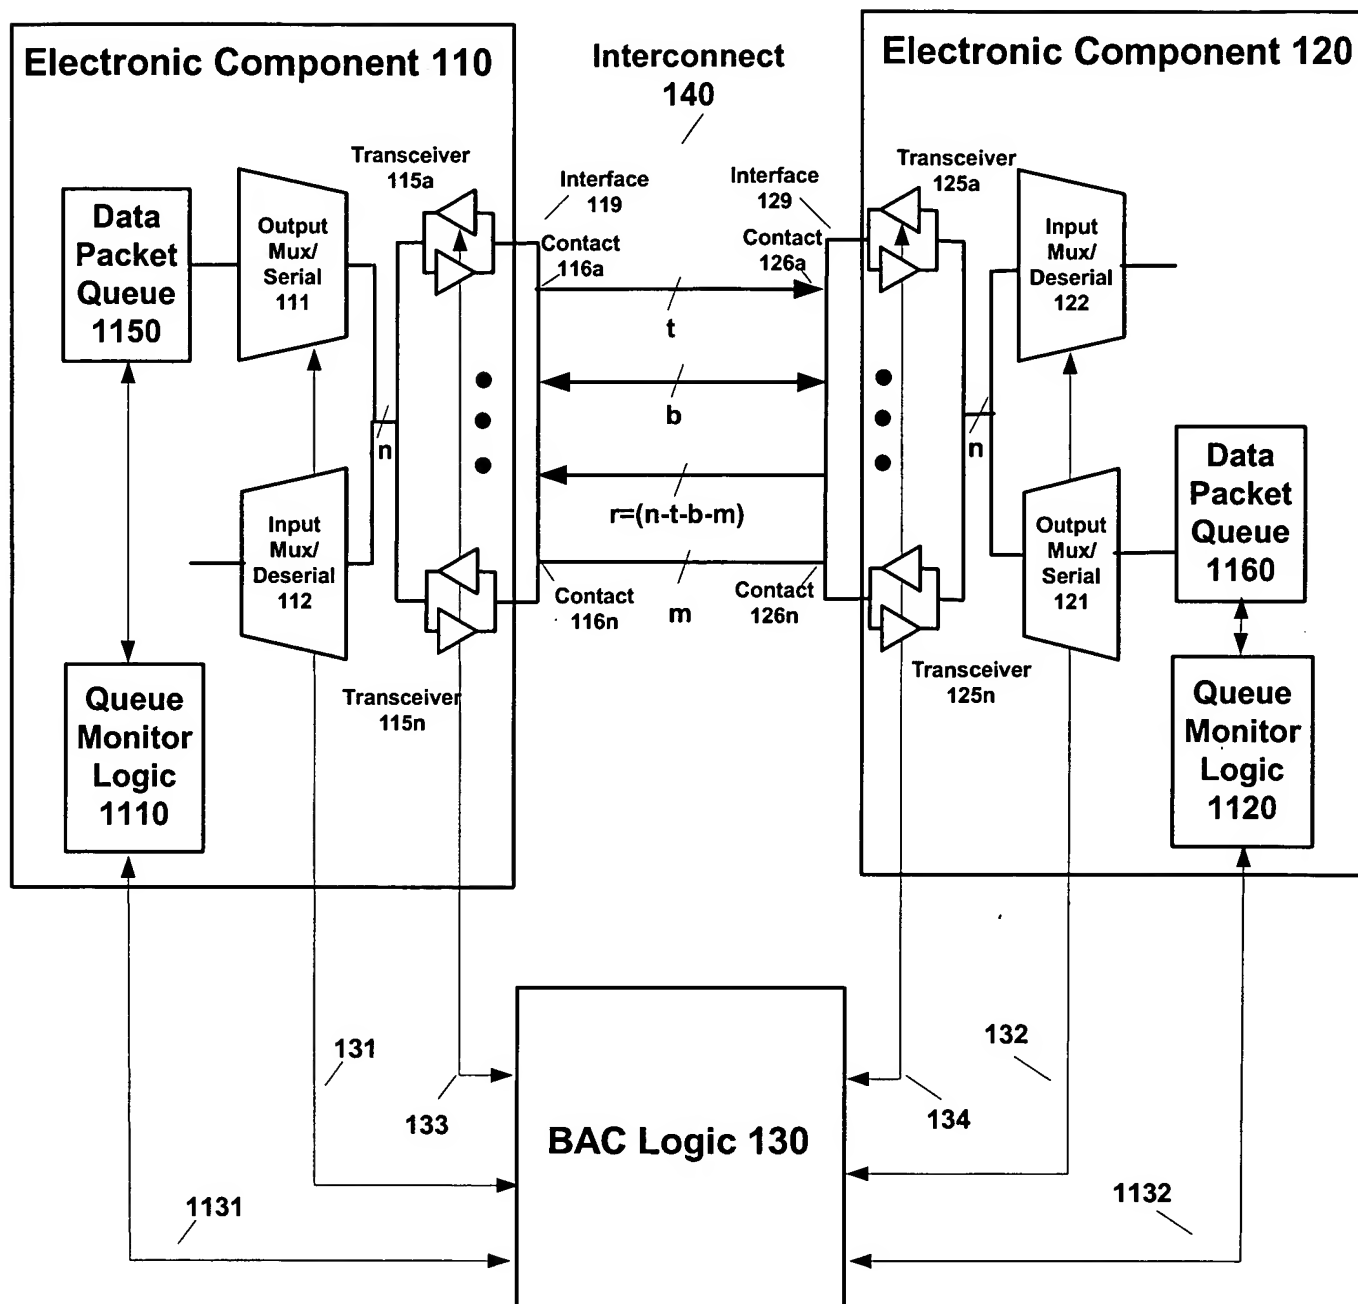 Electronic Component 110
Interconnect
140
Electronic Component 120
Transceiver
115a
Interface
119
Interface
129
Transceiver
125a
Data
Packet
Queue
1150
Output
Mux/
Serial
111
Contact
116a
Contact
126a
Input
Mux/
Deserial
122
t
b
n
n
r=(n-t-b-m)
Input
Mux/
Deserial
112
Contact
116n
m
Contact
126n
Output
Mux/
Serial 121
Data
Packet
Queue
1160
Transceiver
115n
Transceiver
125n
Queue
Monitor
Logic
1110
Queue
Monitor
Logic
1120
131
133
132
134
BAC Logic 130
1131
1132